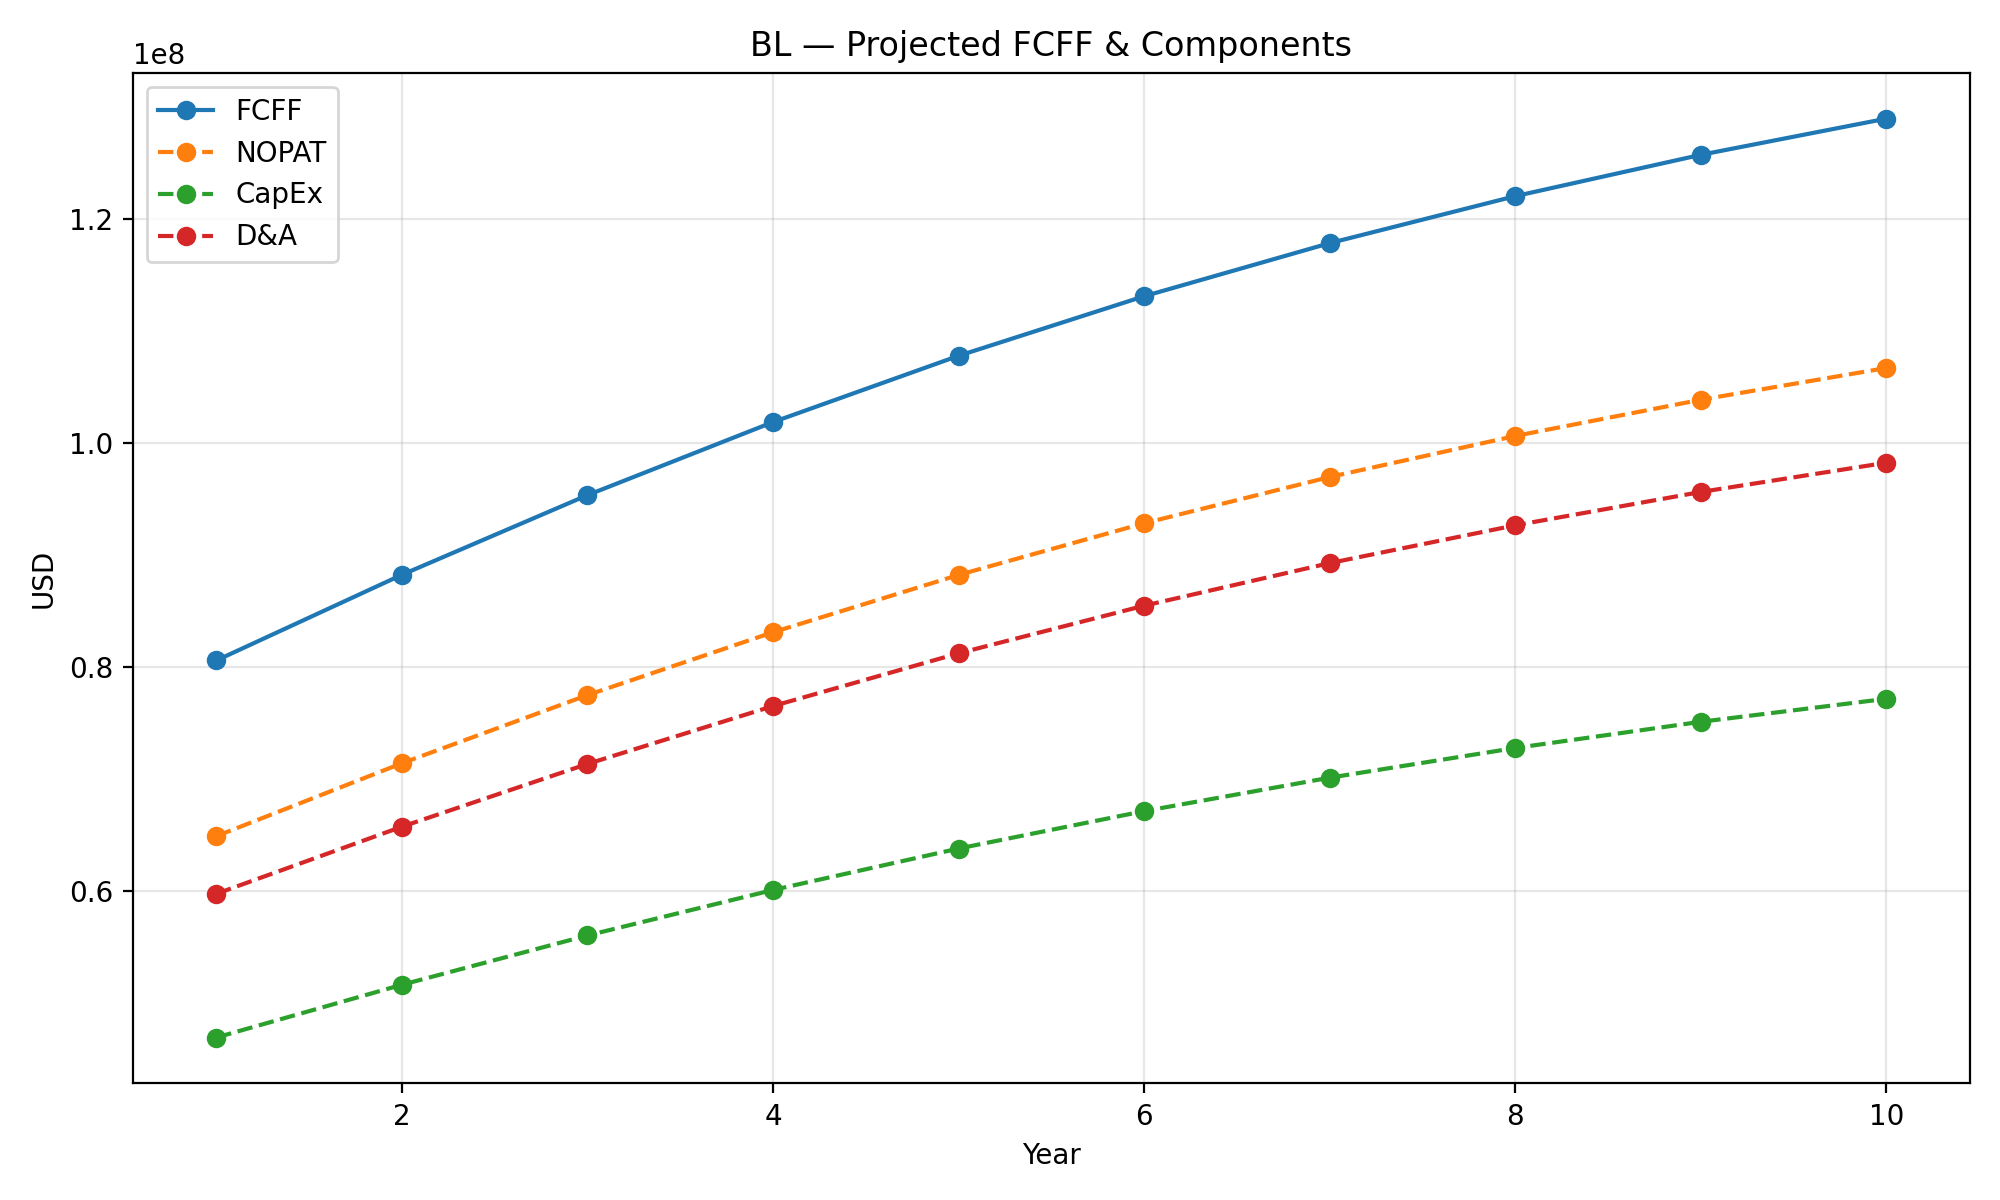 BL — Projected FCFF & Components
1e8
FCFF
NOPAT
CapEx
D&A
1.2
1.0
0.8
0.6
USD
2 4 6 8 10
Year